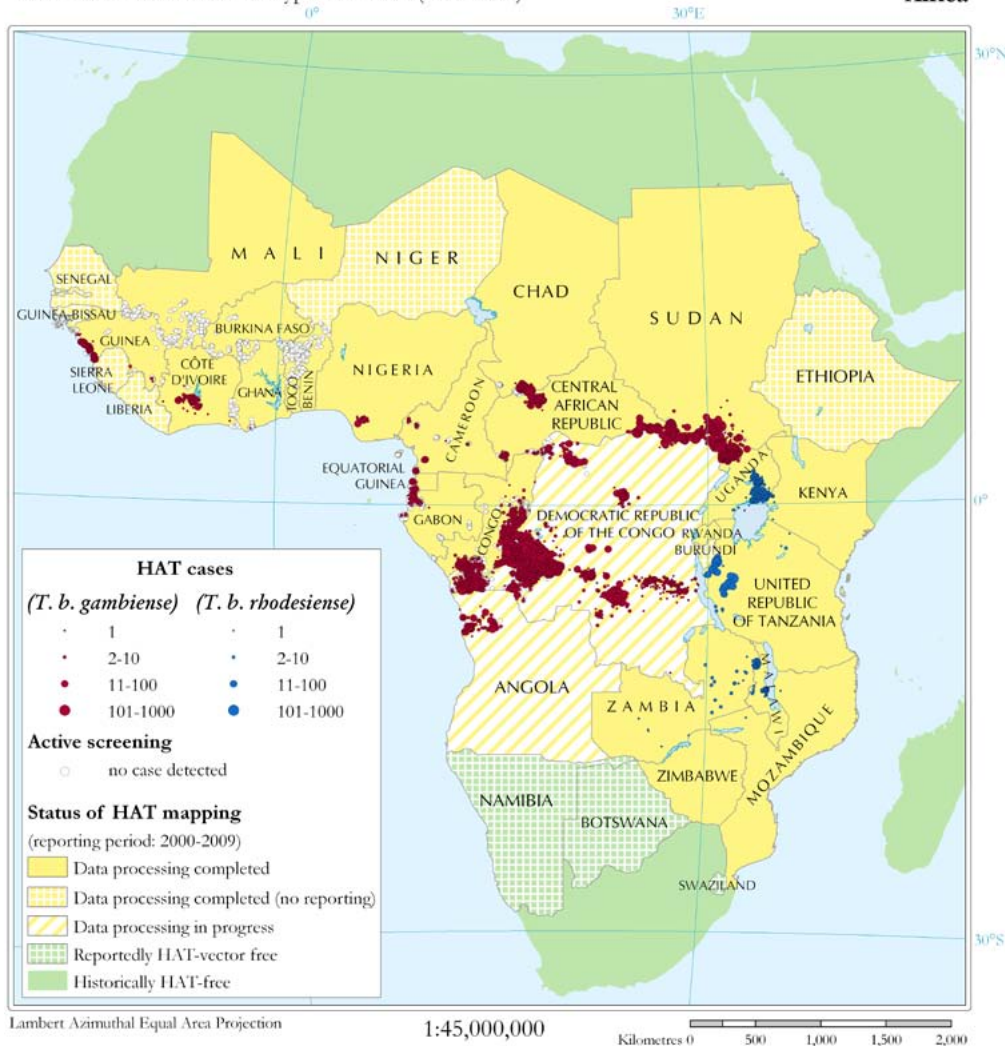 0° 30°E
30°N
MALI
NIGER
CHAD
SUDAN
SENEGAL
GUINEA-BISSAU
GUINEA
BURKINA FASO
NIGERIA
ETHIOPIA
SIERRA
LEONE
CÔTE
D'IVOIRE
GHANA
TOGO
BENIN
LIBERIA
CAMEROON
CENTRAL
AFRICAN
REPUBLIC
EQUATORIAL
GUINEA
UGANDA
KENYA
0°
GABON
CONGO
DEMOCRATIC REPUBLIC
OF THE CONGO
RWANDA
BURUNDI
UNITED
REPUBLIC
OF TANZANIA
ANGOLA
ZAMBIA
MALAWI
MOZAMBIQUE
ZIMBABWE
NAMIBIA
BOTSWANA
SWAZILAND
30°S
HAT cases
(T. b. gambiense) (T. b. rhodesiense)
1 1
2-10 2-10
11-100 11-100
101-1000 101-1000
Active screening
no case detected
Status of HAT mapping
(reporting period: 2000-2009)
Data processing completed
Data processing completed (no reporting)
Data processing in progress
Reportedly HAT-vector free
Historically HAT-free
Lambert Azimuthal Equal Area Projection
1:45,000,000
Kilometres 0 500 1,000 1,500 2,000